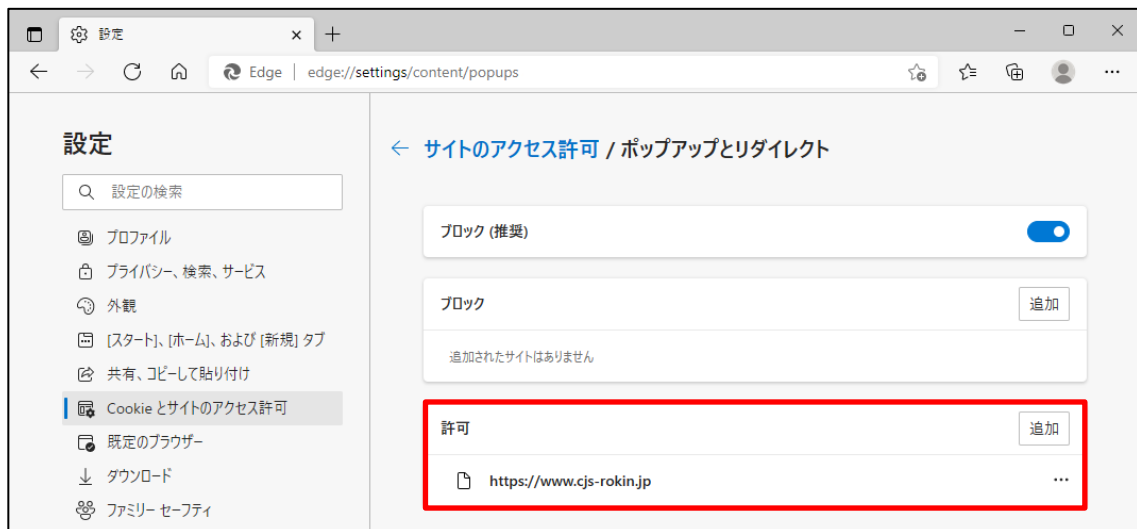 設定
Edge | edge://settings/content/popups
設定
設定の検索
プロファイル
プライバシー、検索、サービス
外観
[スタート]、[ホーム]、および [新規] タブ
共有、コピーして貼り付け
Cookie とサイトのアクセス許可
既定のブラウザー
ダウンロード
ファミリー セーフティ
サイトのアクセス許可 / ポップアップとリダイレクト
ブロック (推奨)
ブロック
追加
追加されたサイトはありません
許可
追加
https://www.cjs-rokin.jp